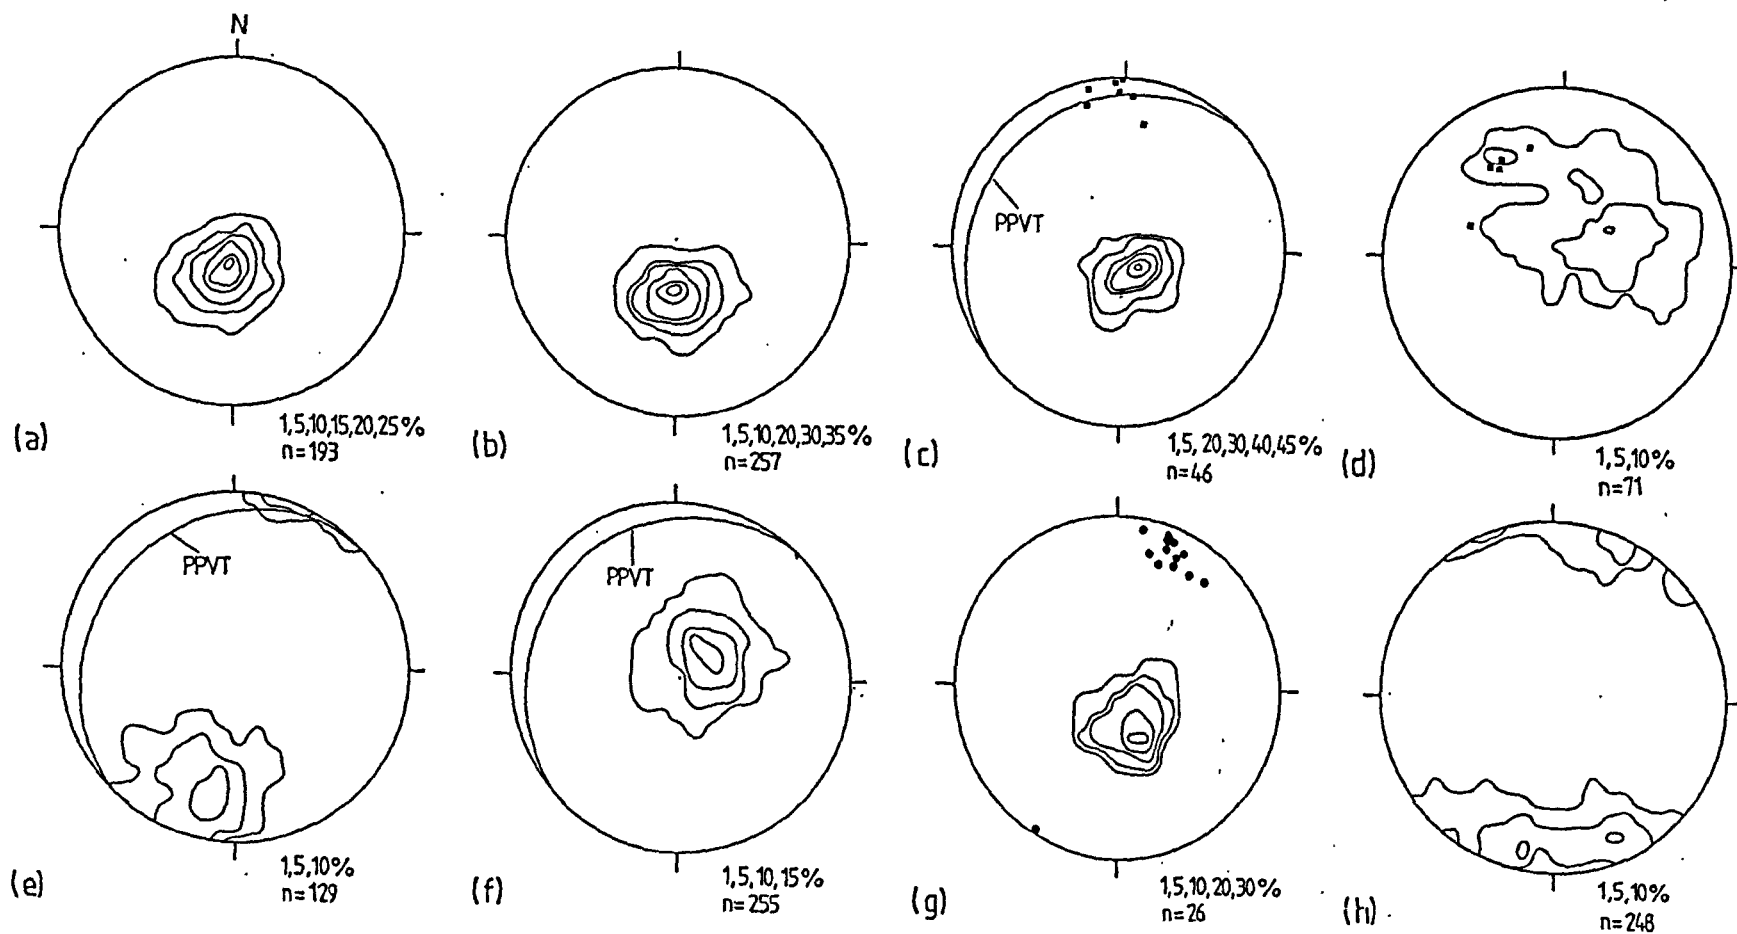 N
(a)
1,5,10,15,20,25%
n=193
(b)
1,5,10,20,30,35%
n=257
PPVT
(c)
1,5,20,30,40,45%
n=46
(d)
1,5,10%
n=71
PPVT
(e)
1,5,10%
n=129
PPVT
(f)
1,5,10,15%
n=255
(g)
1,5,10,20,30%
n=26
(h)
1,5,10%
n=248